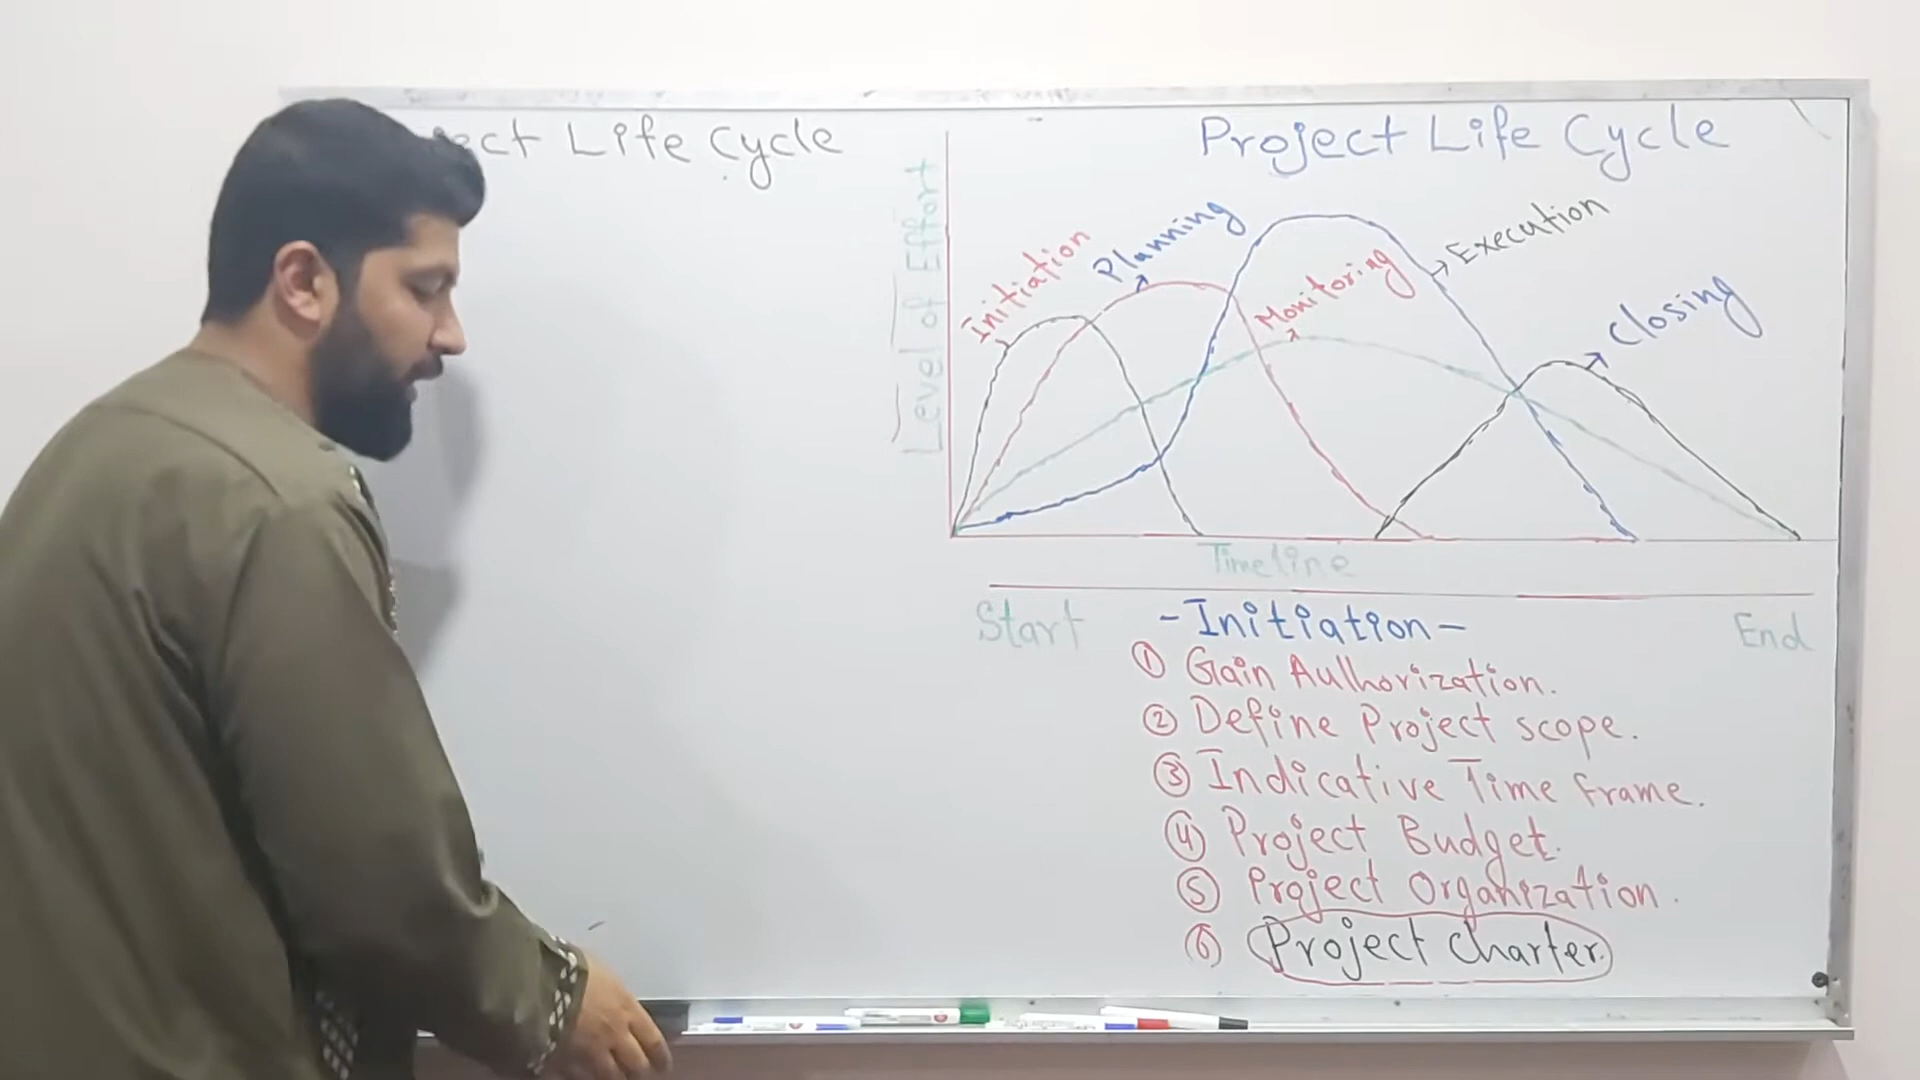 ect Life Cycle
Project Life Cycle
Level of Effort
Initiation
Planning
Monitoring
Execution
Closing
Timeline
Start
End
-Initiation-
① Gain Authorization.
② Define Project scope.
③ Indicative Time frame.
④ Project Budget.
⑤ Project Organization.
⑥ Project Charter.